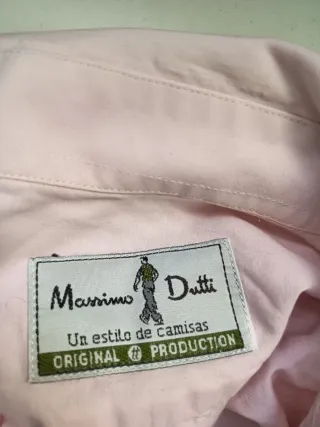 Massimo Dutti
Un estilo de camisas
ORIGINAL PRODUCTION